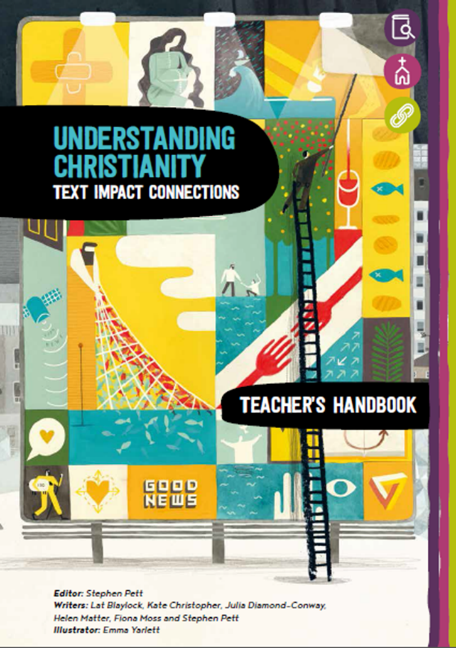 UNDERSTANDING
CHRISTIANITY
TEXT IMPACT CONNECTIONS
TEACHER'S HANDBOOK
GOOD
NEWS
Editor: Stephen Pett
Writers: Lat Blaylock, Kate Christopher, Julia Diamond-Conway,
Helen Matter, Fiona Moss and Stephen Pett
Illustrator: Emma Yarlett